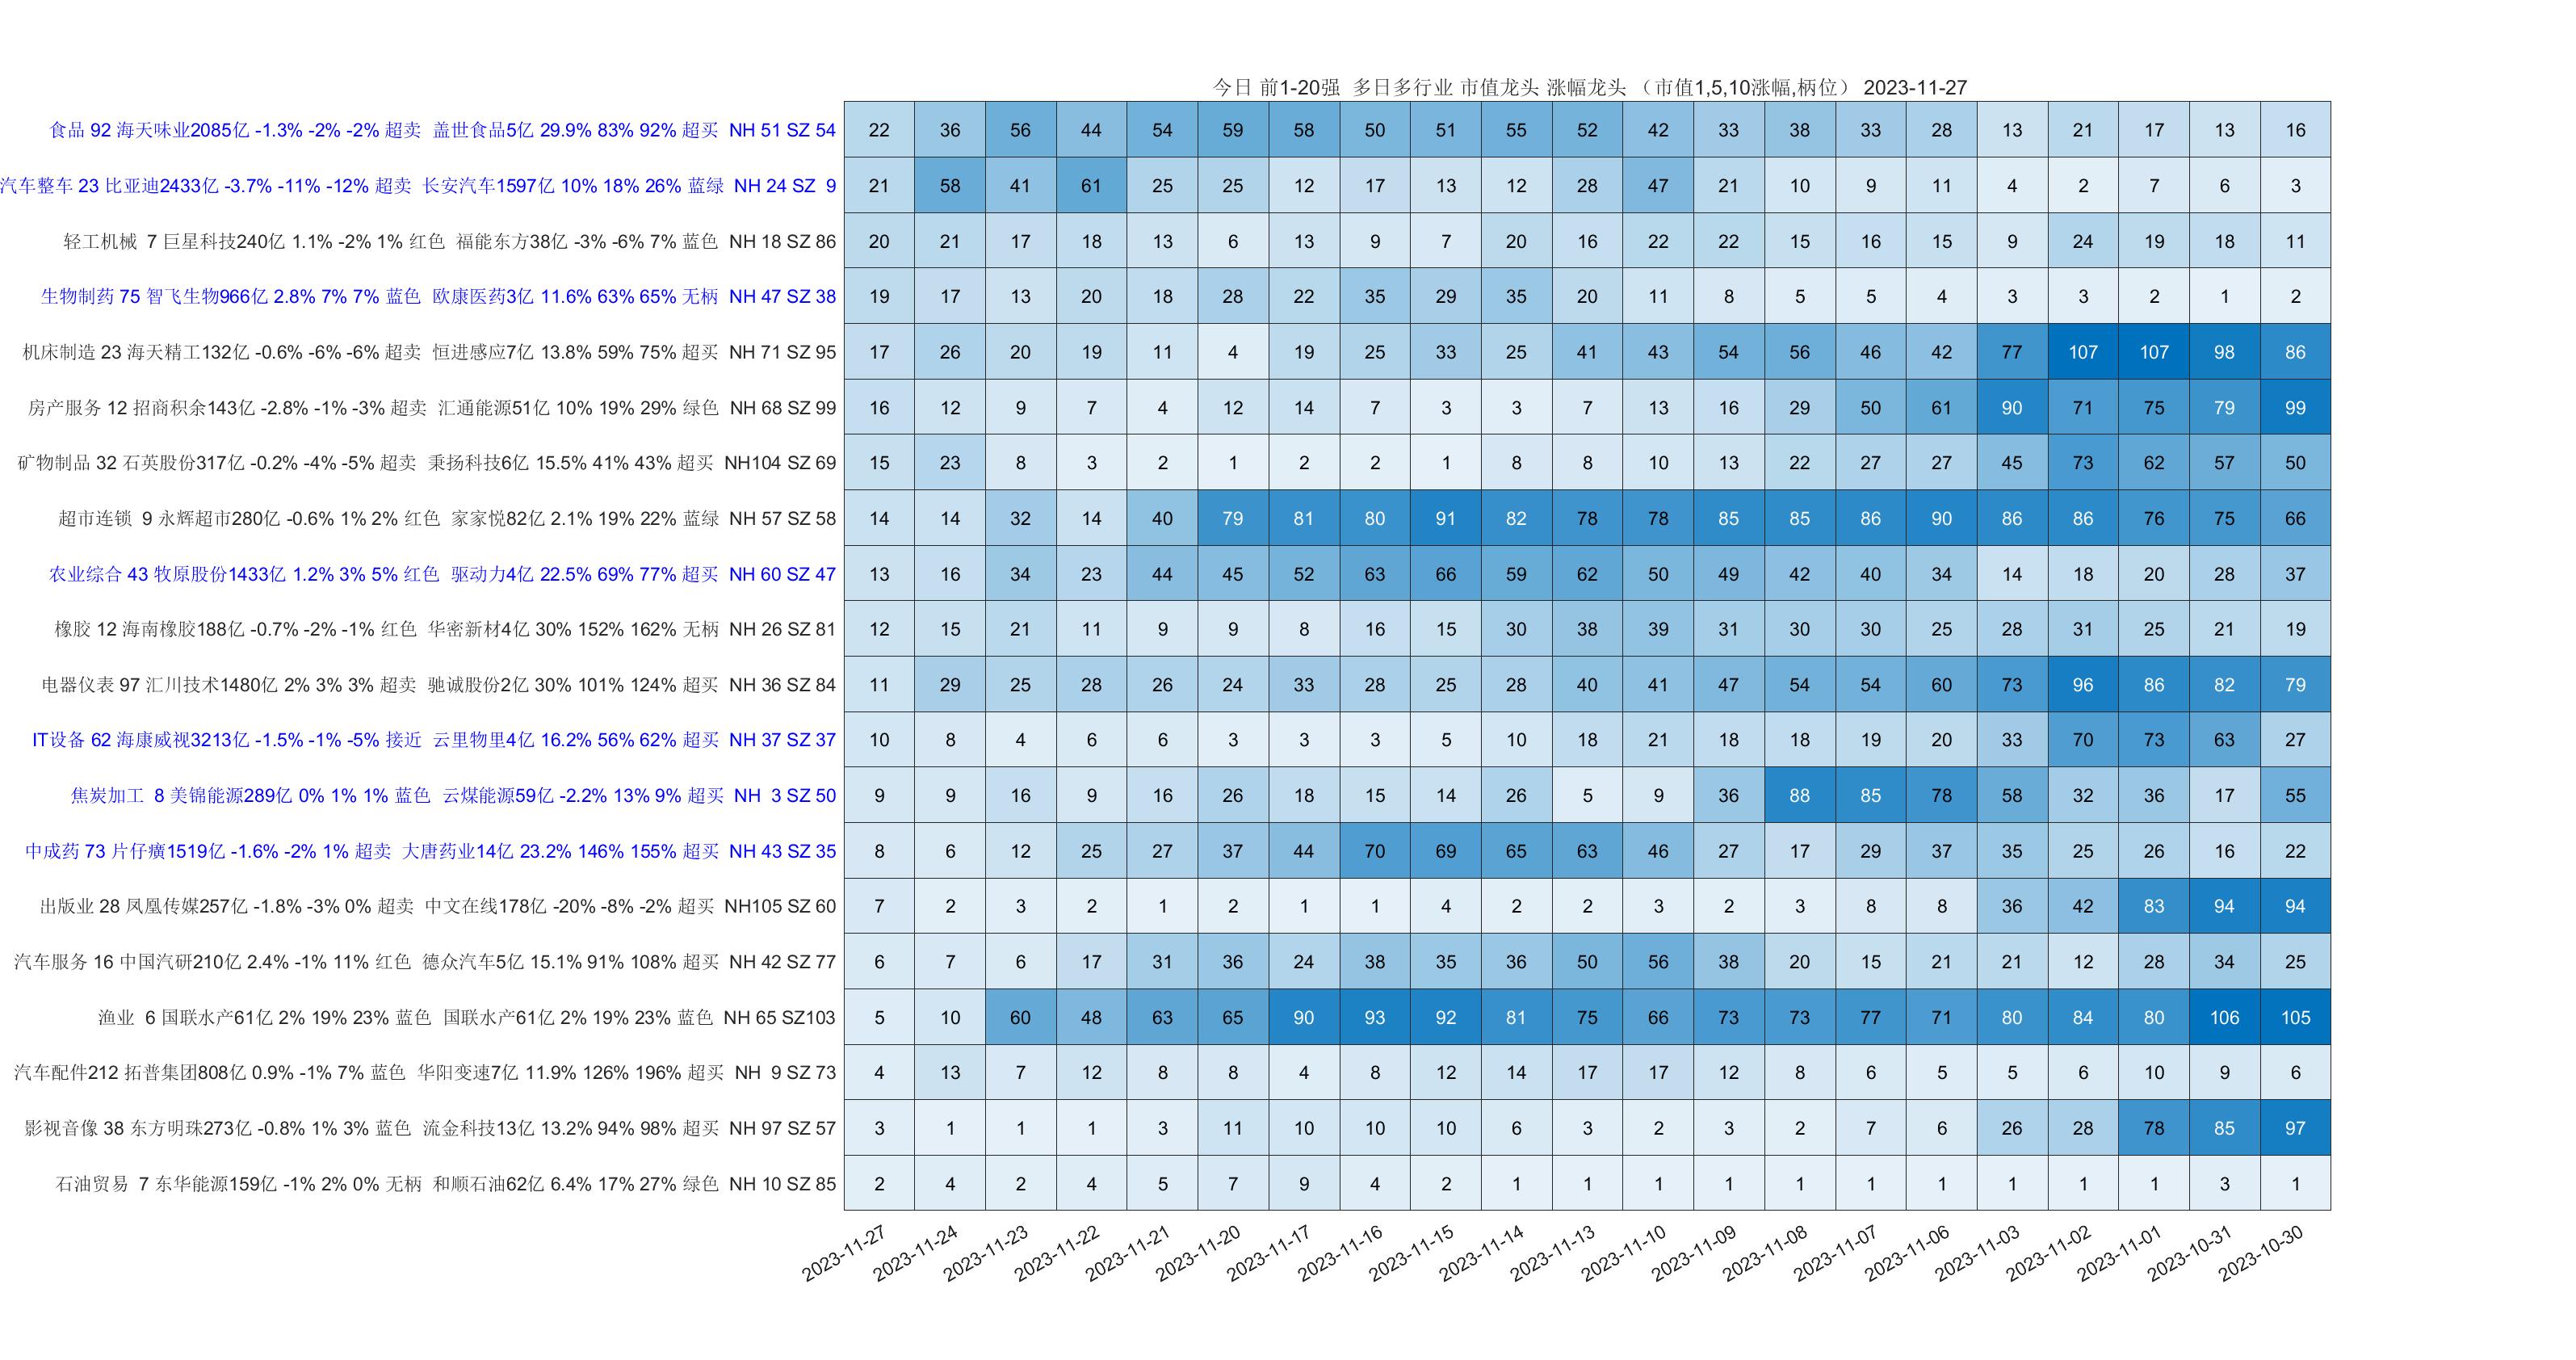 今日 前1-20强 多日多行业 市值龙头 涨幅龙头 （市值1,5,10涨幅,柄位） 2023-11-27
食品 92 海天味业2085亿 -1.3% -2% -2% 超卖 盖世食品5亿 29.9% 83% 92% 超买 NH 51 SZ 54 22 36 56 44 54 59 58 50 51 55 52 42 33 38 33 28 13 21 17 13 16
汽车整车 23 比亚迪2433亿 -3.7% -11% -12% 超卖 长安汽车1597亿 10% 18% 26% 蓝绿 NH 24 SZ 9 21 58 41 61 25 25 12 17 13 12 28 47 21 10 9 11 4 2 7 6 3
轻工机械 7 巨星科技240亿 1.1% -2% 1% 红色 福能东方38亿 -3% -6% 7% 蓝色 NH 18 SZ 86 20 21 17 18 13 6 13 9 7 20 16 22 22 15 16 15 9 24 19 18 11
生物制药 75 智飞生物966亿 2.8% 7% 7% 蓝色 欧康医药3亿 11.6% 63% 65% 无柄 NH 47 SZ 38 19 17 13 20 18 28 22 35 29 35 20 11 8 5 5 4 3 3 2 1 2
机床制造 23 海天精工132亿 -0.6% -6% -6% 超卖 恒进感应7亿 13.8% 59% 75% 超买 NH 71 SZ 95 17 26 20 19 11 4 19 25 33 25 41 43 54 56 46 42 77 107 107 98 86
房产服务 12 招商积余143亿 -2.8% -1% -3% 超卖 汇通能源51亿 10% 19% 29% 绿色 NH 68 SZ 99 16 12 9 7 4 12 14 7 3 3 7 13 16 29 50 61 90 71 75 79 99
矿物制品 32 石英股份317亿 -0.2% -4% -5% 超卖 秉扬科技6亿 15.5% 41% 43% 超买 NH104 SZ 69 15 23 8 3 2 1 2 2 1 8 8 10 13 22 27 27 45 73 62 57 50
超市连锁 9 永辉超市280亿 -0.6% 1% 2% 红色 家家悦82亿 2.1% 19% 22% 蓝绿 NH 57 SZ 58 14 14 32 14 40 79 81 80 91 82 78 78 85 85 86 90 86 86 76 75 66
农业综合 43 牧原股份1433亿 1.2% 3% 5% 红色 驱动力4亿 22.5% 69% 77% 超买 NH 60 SZ 47 13 16 34 23 44 45 52 63 66 59 62 50 49 42 40 34 14 18 20 28 37
橡胶 12 海南橡胶188亿 -0.7% -2% -1% 红色 华密新材4亿 30% 152% 162% 无柄 NH 26 SZ 81 12 15 21 11 9 9 8 16 15 30 38 39 31 30 30 25 28 31 25 21 19
电器仪表 97 汇川技术1480亿 2% 3% 3% 超卖 驰诚股份2亿 30% 101% 124% 超买 NH 36 SZ 84 11 29 25 28 26 24 33 28 25 28 40 41 47 54 54 60 73 96 86 82 79
IT设备 62 海康威视3213亿 -1.5% -1% -5% 接近 云里物里4亿 16.2% 56% 62% 超买 NH 37 SZ 37 10 8 4 6 6 3 3 3 5 10 18 21 18 18 19 20 33 70 73 63 27
焦炭加工 8 美锦能源289亿 0% 1% 1% 蓝色 云煤能源59亿 -2.2% 13% 9% 超买 NH 3 SZ 50 9 9 16 9 16 26 18 15 14 26 5 9 36 88 85 78 58 32 36 17 55
中成药 73 片仔癀1519亿 -1.6% -2% 1% 超卖 大唐药业14亿 23.2% 146% 155% 超买 NH 43 SZ 35 8 6 12 25 27 37 44 70 69 65 63 46 27 17 29 37 35 25 26 16 22
出版业 28 凤凰传媒257亿 -1.8% -3% 0% 超卖 中文在线178亿 -20% -8% -2% 超买 NH105 SZ 60 7 2 3 2 1 2 1 1 4 2 2 3 2 3 8 8 36 42 83 94 94
汽车服务 16 中国汽研210亿 2.4% -1% 11% 红色 德众汽车5亿 15.1% 91% 108% 超买 NH 42 SZ 77 6 7 6 17 31 36 24 38 35 36 50 56 38 20 15 21 21 12 28 34 25
渔业 6 国联水产61亿 2% 19% 23% 蓝色 国联水产61亿 2% 19% 23% 蓝色 NH 65 SZ103 5 10 60 48 63 65 90 93 92 81 75 66 73 73 77 71 80 84 80 106 105
汽车配件212 拓普集团808亿 0.9% -1% 7% 蓝色 华阳变速7亿 11.9% 126% 196% 超买 NH 9 SZ 73 4 13 7 12 8 8 4 8 12 14 17 17 12 8 6 5 5 6 10 9 6
影视音像 38 东方明珠273亿 -0.8% 1% 3% 蓝色 流金科技13亿 13.2% 94% 98% 超买 NH 97 SZ 57 3 1 1 1 3 11 10 10 10 6 3 2 3 2 7 6 26 28 78 85 97
石油贸易 7 东华能源159亿 -1% 2% 0% 无柄 和顺石油62亿 6.4% 17% 27% 绿色 NH 10 SZ 85 2 4 2 4 5 7 9 4 2 1 1 1 1 1 1 1 1 1 1 3 1
2023-11-27 2023-11-24 2023-11-23 2023-11-22 2023-11-21 2023-11-20 2023-11-17 2023-11-16 2023-11-15 2023-11-14 2023-11-13 2023-11-10 2023-11-09 2023-11-08 2023-11-07 2023-11-06 2023-11-03 2023-11-02 2023-11-01 2023-10-31 2023-10-30